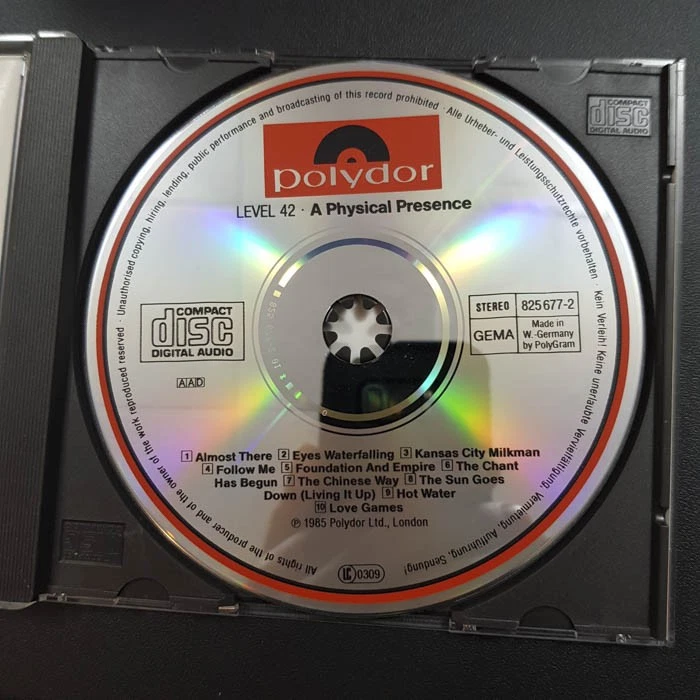 Unauthorised copying, hiring, lending, public performance and broadcasting of this record prohibited · Alle Urheber- und Leistungsschutzrechte vorbehalten · Kein Verleih! Keine unerlaubte Vervielfältigung, Vermietung, Aufführung, Sendung!
polydor
LEVEL 42 · A Physical Presence
COMPACT
disc
DIGITAL AUDIO
COMPACT
disc
DIGITAL AUDIO
AAD
STEREO 825 677-2
GEMA
Made in
W.-Germany
by PolyGram
1 Almost There 2 Eyes Waterfalling 3 Kansas City Milkman
4 Follow Me 5 Foundation And Empire 6 The Chant
Has Begun 7 The Chinese Way 8 The Sun Goes
Down (Living It Up) 9 Hot Water
10 Love Games
℗ 1985 Polydor Ltd., London
LC 0309
All rights of the producer and of the owner of the work reproduced reserved ·